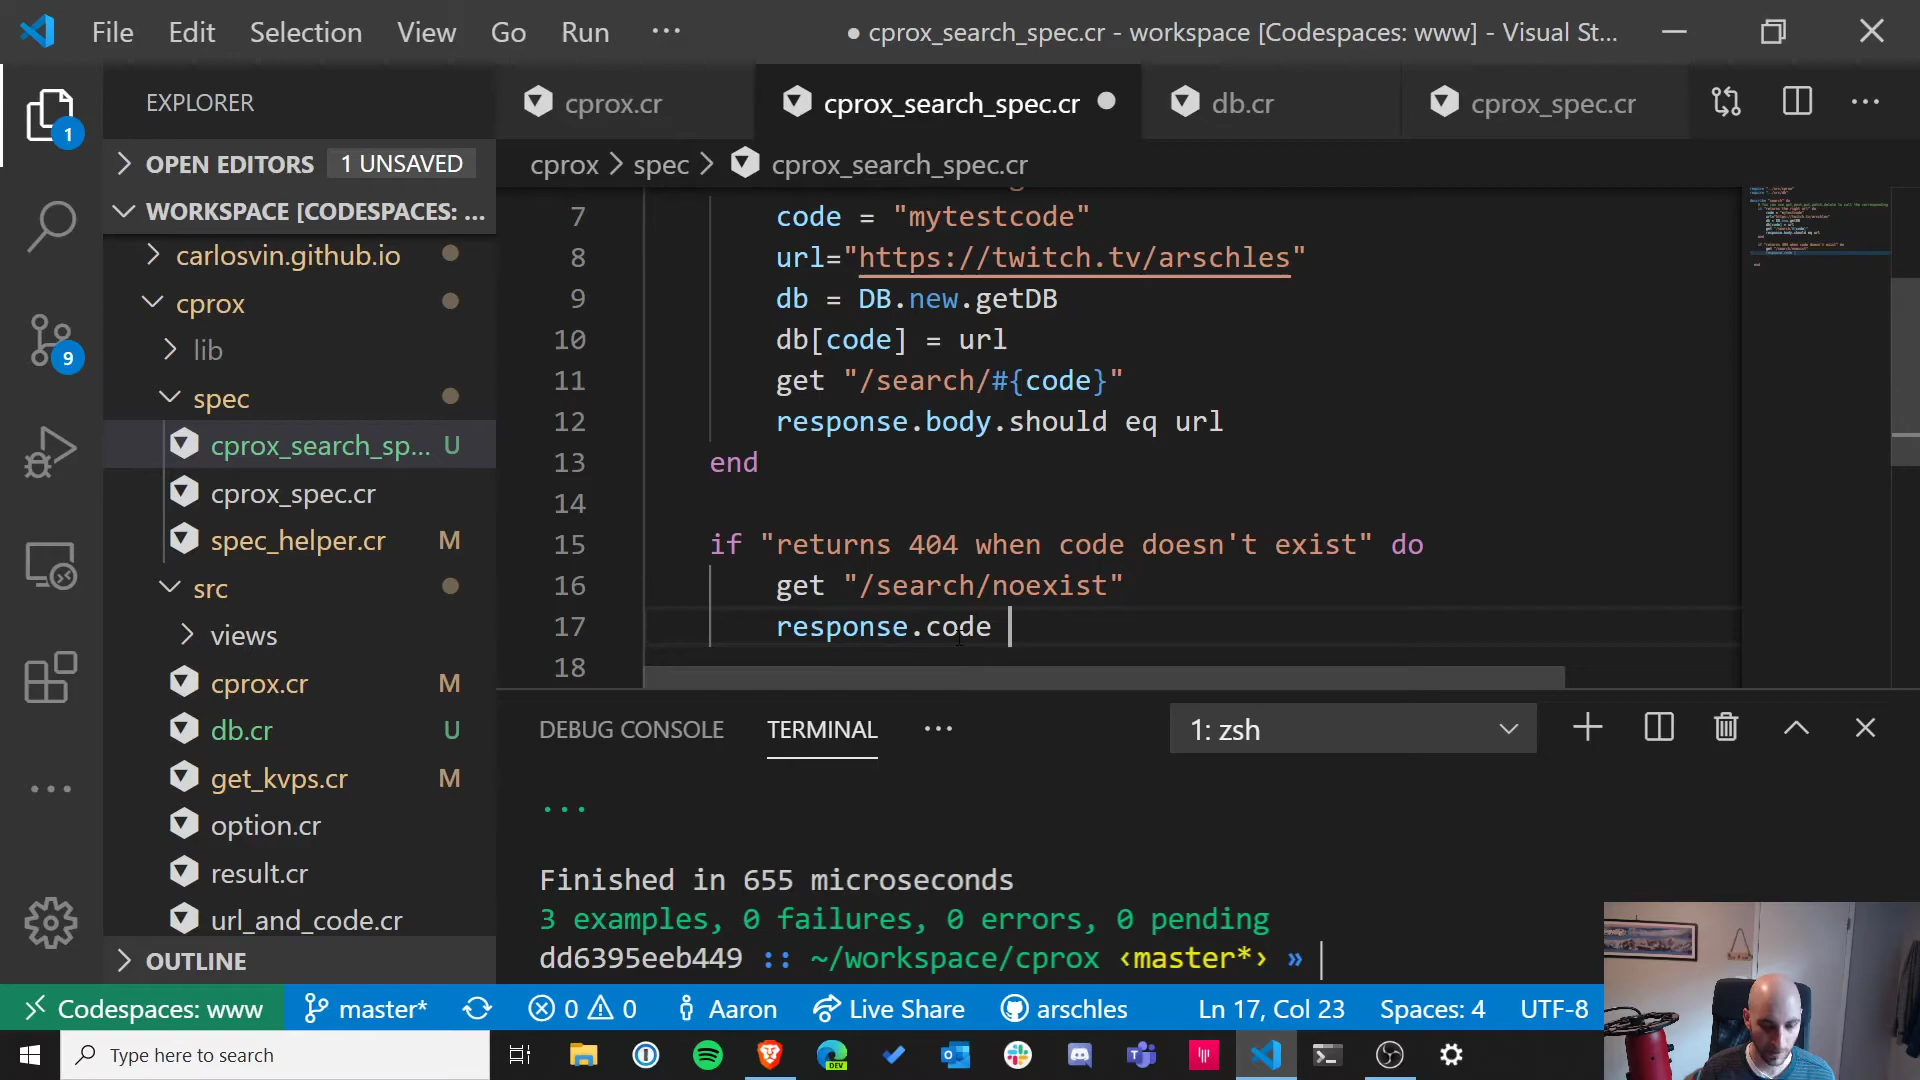 File Edit Selection View Go Run ···
● cprox_search_spec.cr - workspace [Codespaces: www] - Visual St...
EXPLORER
cprox.cr
cprox_search_spec.cr
db.cr
cprox_spec.cr
1
OPEN EDITORS 1 UNSAVED
cprox > spec > cprox_search_spec.cr
WORKSPACE [CODESPACES: ...
carlosvin.github.io
cprox
lib
spec
cprox_search_sp... U
cprox_spec.cr
spec_helper.cr M
src
views
cprox.cr M
db.cr U
get_kvps.cr M
option.cr
result.cr
url_and_code.cr
OUTLINE
9
7 code = "mytestcode"
8 url="https://twitch.tv/arschles"
9 db = DB.new.getDB
10 db[code] = url
11 get "/search/#{code}"
12 response.body.should eq url
13 end
14
15 if "returns 404 when code doesn't exist" do
16 get "/search/noexist"
17 response.code
18
DEBUG CONSOLE TERMINAL ··· 1: zsh
...
Finished in 655 microseconds
3 examples, 0 failures, 0 errors, 0 pending
dd6395eeb449 :: ~/workspace/cprox ‹master*› »
Codespaces: www master* 0 0 Aaron Live Share arschles Ln 17, Col 23 Spaces: 4 UTF-8
Type here to search
DEV